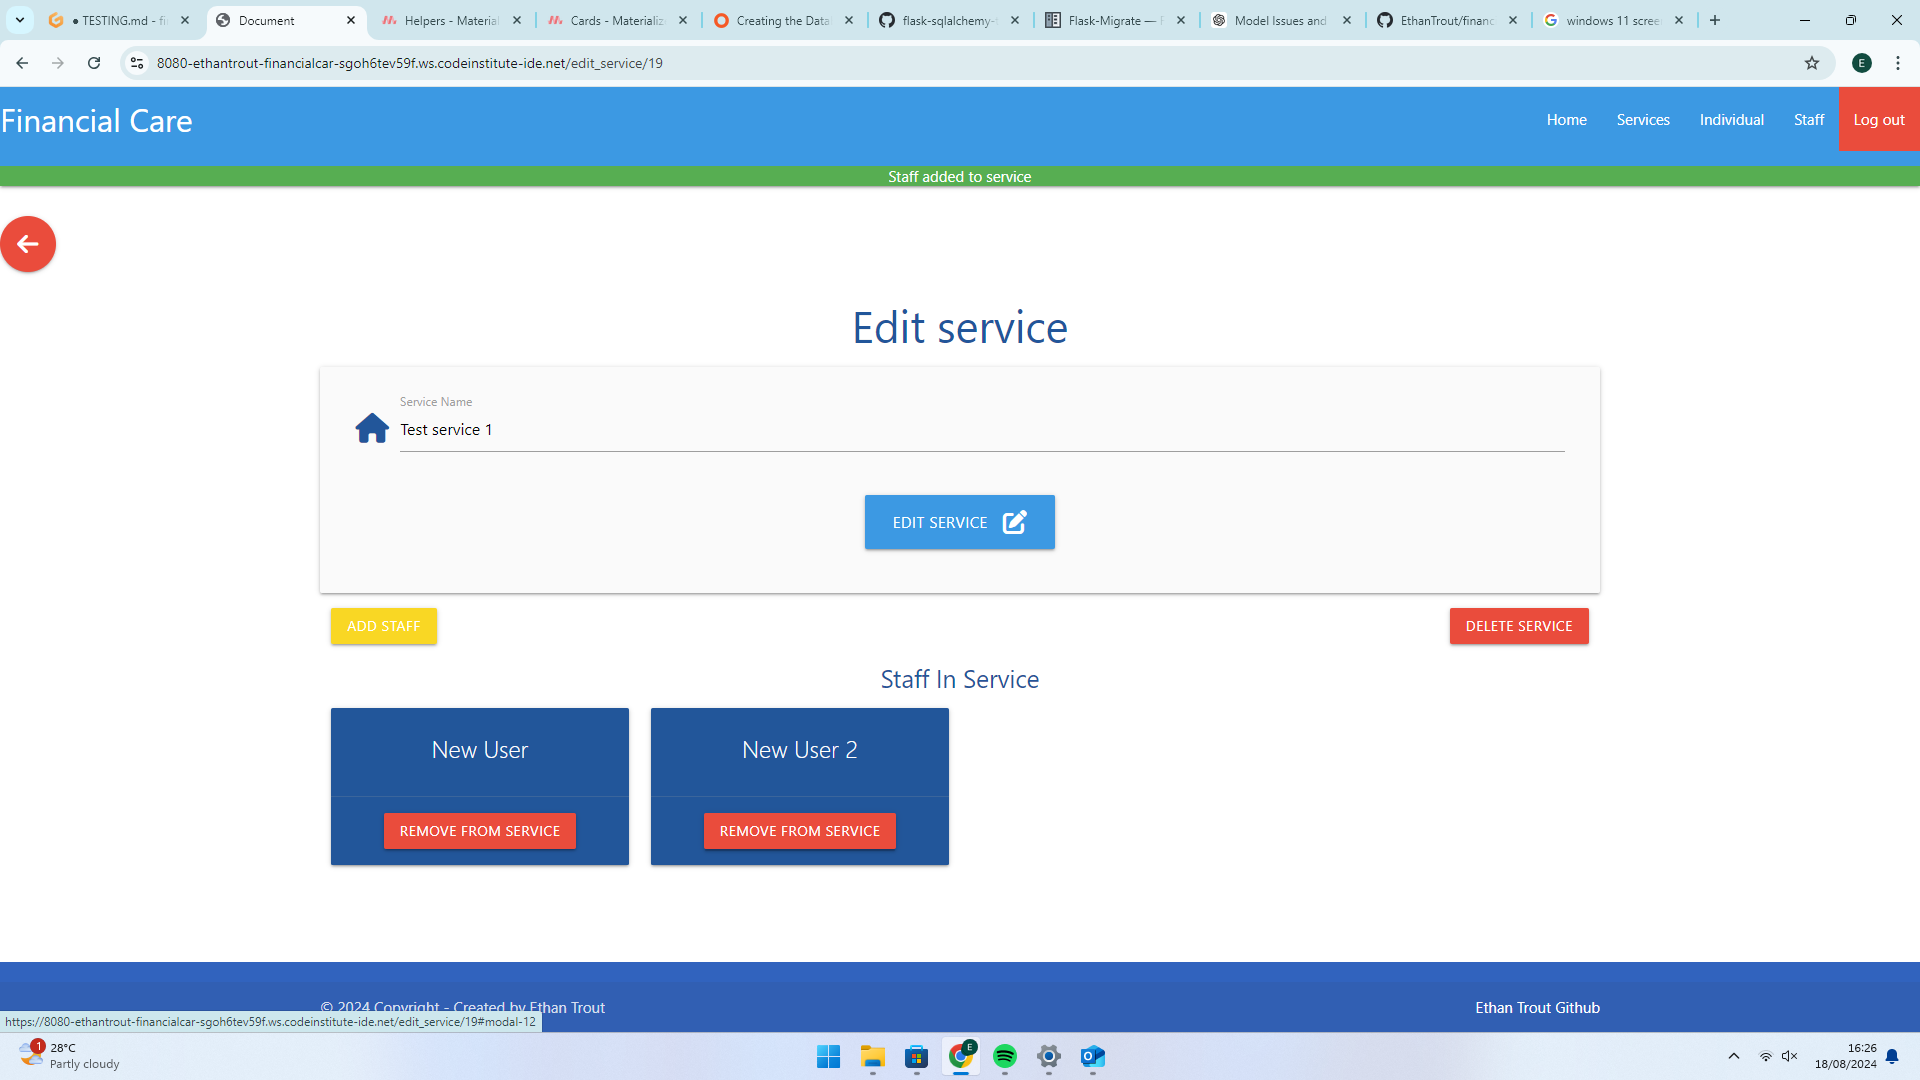 TESTING.md - fi
Document
Helpers - Material
Cards - Materialize
Creating the Data
flask-sqlalchemy-
Flask-Migrate —
Model Issues and
EthanTrout/financ
windows 11 scree
8080-ethantrout-financialcar-sgoh6tev59f.ws.codeinstitute-ide.net/edit_service/19
E
Financial Care
Home
Services
Individual
Staff
Log out
Staff added to service
Edit service
Service Name
Test service 1
EDIT SERVICE
ADD STAFF
DELETE SERVICE
Staff In Service
New User
New User 2
REMOVE FROM SERVICE
REMOVE FROM SERVICE
© 2024 Copyright - Created by Ethan Trout
Ethan Trout Github
https://8080-ethantrout-financialcar-sgoh6tev59f.ws.codeinstitute-ide.net/edit_service/19#modal-12
1
28°C
Partly cloudy
E
16:26
18/08/2024